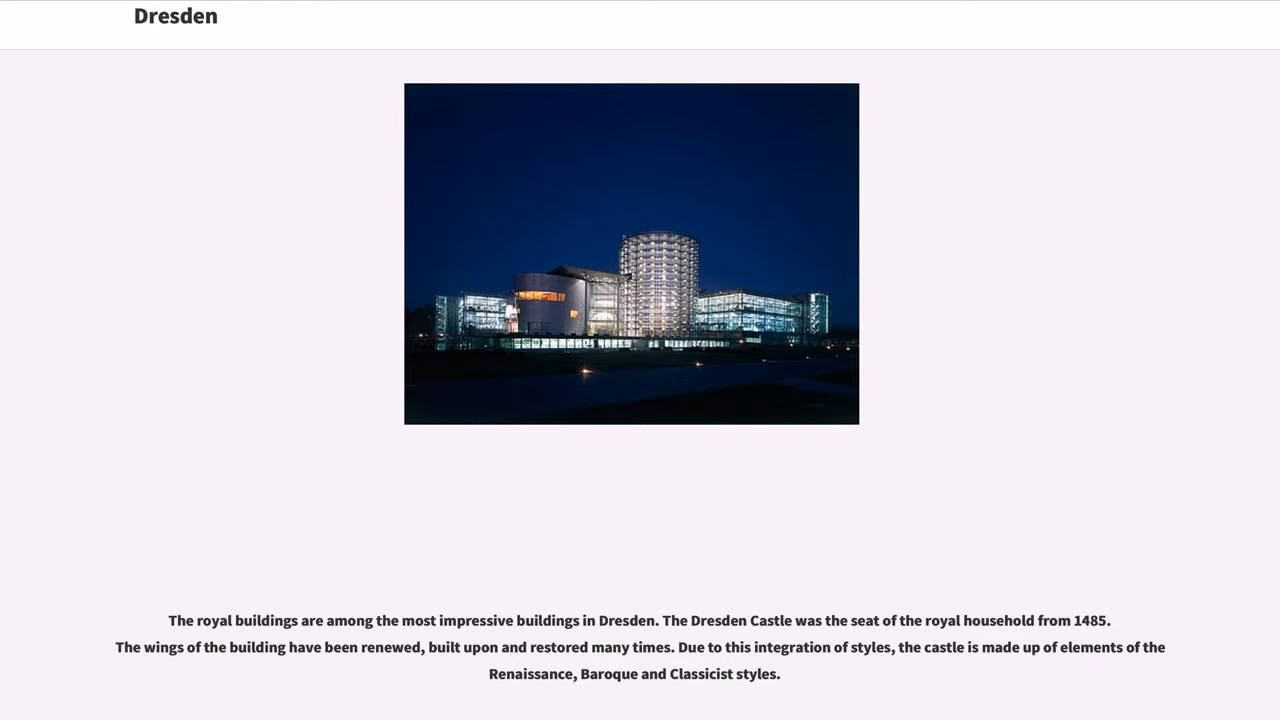 Dresden
The royal buildings are among the most impressive buildings in Dresden. The Dresden Castle was the seat of the royal household from 1485.
The wings of the building have been renewed, built upon and restored many times. Due to this integration of styles, the castle is made up of elements of the
Renaissance, Baroque and Classicist styles.